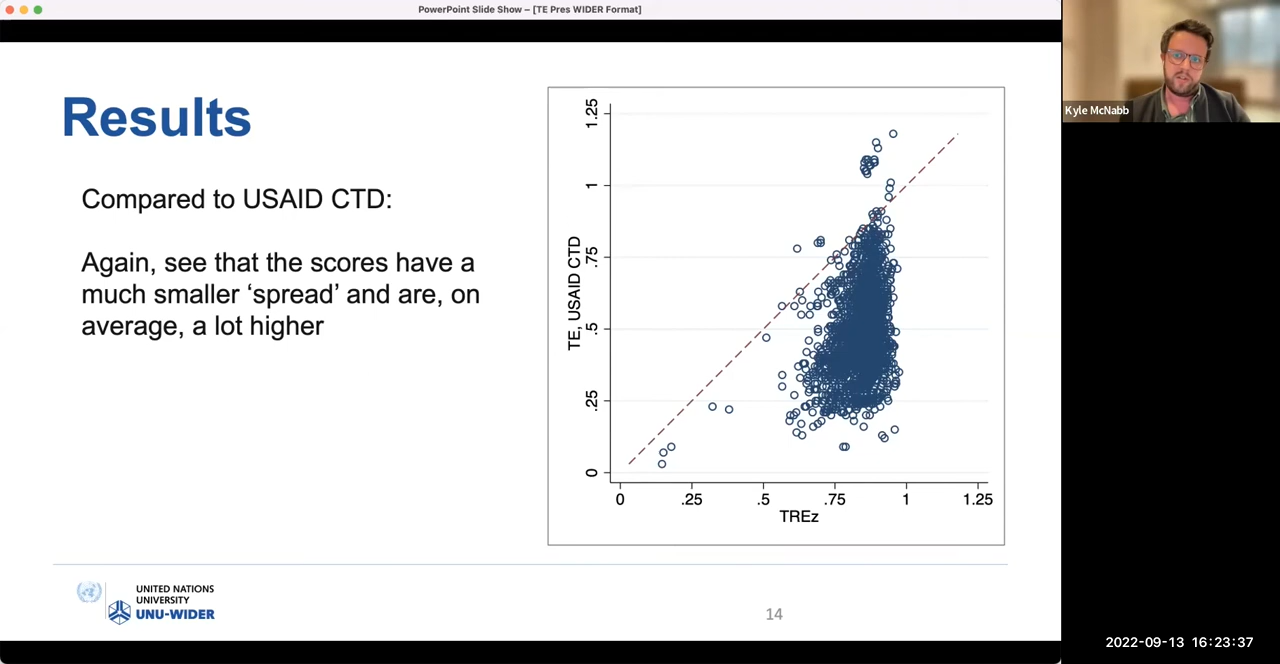 PowerPoint Slide Show – [TE Pres WIDER Format]
Results
Compared to USAID CTD:
Again, see that the scores have a
much smaller ‘spread’ and are, on
average, a lot higher
TE, USAID CTD
1.25
1
.75
.5
.25
0
0 .25 .5 .75 1 1.25
TREz
UNITED NATIONS
UNIVERSITY
UNU-WIDER
14
Kyle McNabb
2022-09-13 16:23:37